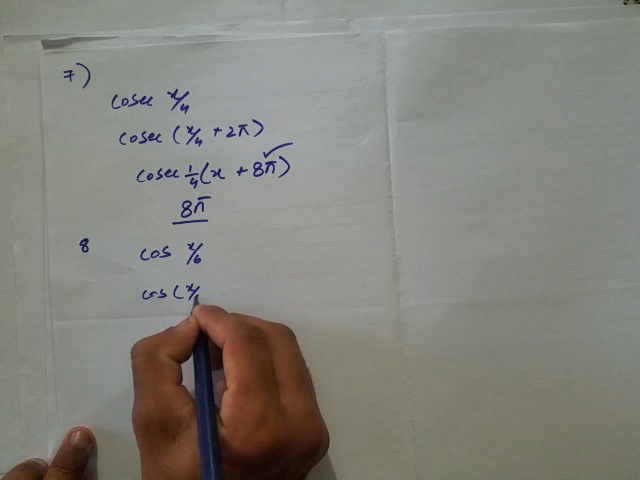 7)
cosec x/4
cosec (x/4 + 2π)
cosec 1/4 (x + 8π)
8π
8 cos x/6
cos (x/